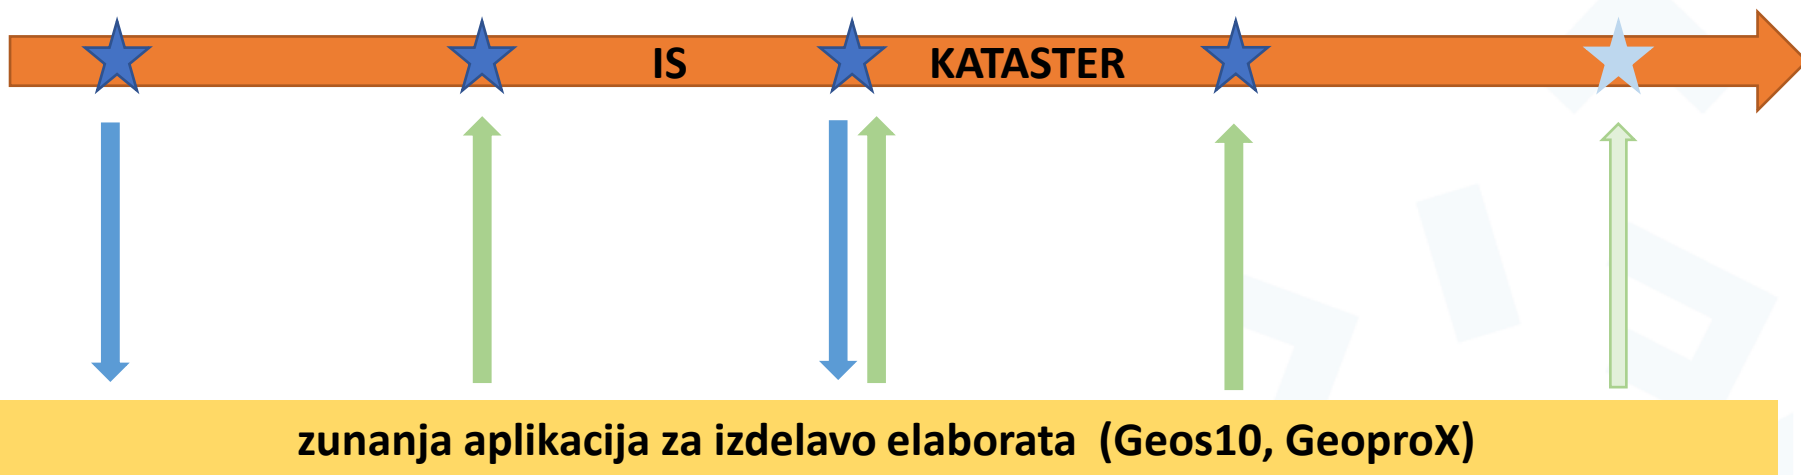 IS KATASTER
zunanja aplikacija za izdelavo elaborata (Geos10, GeoproX)